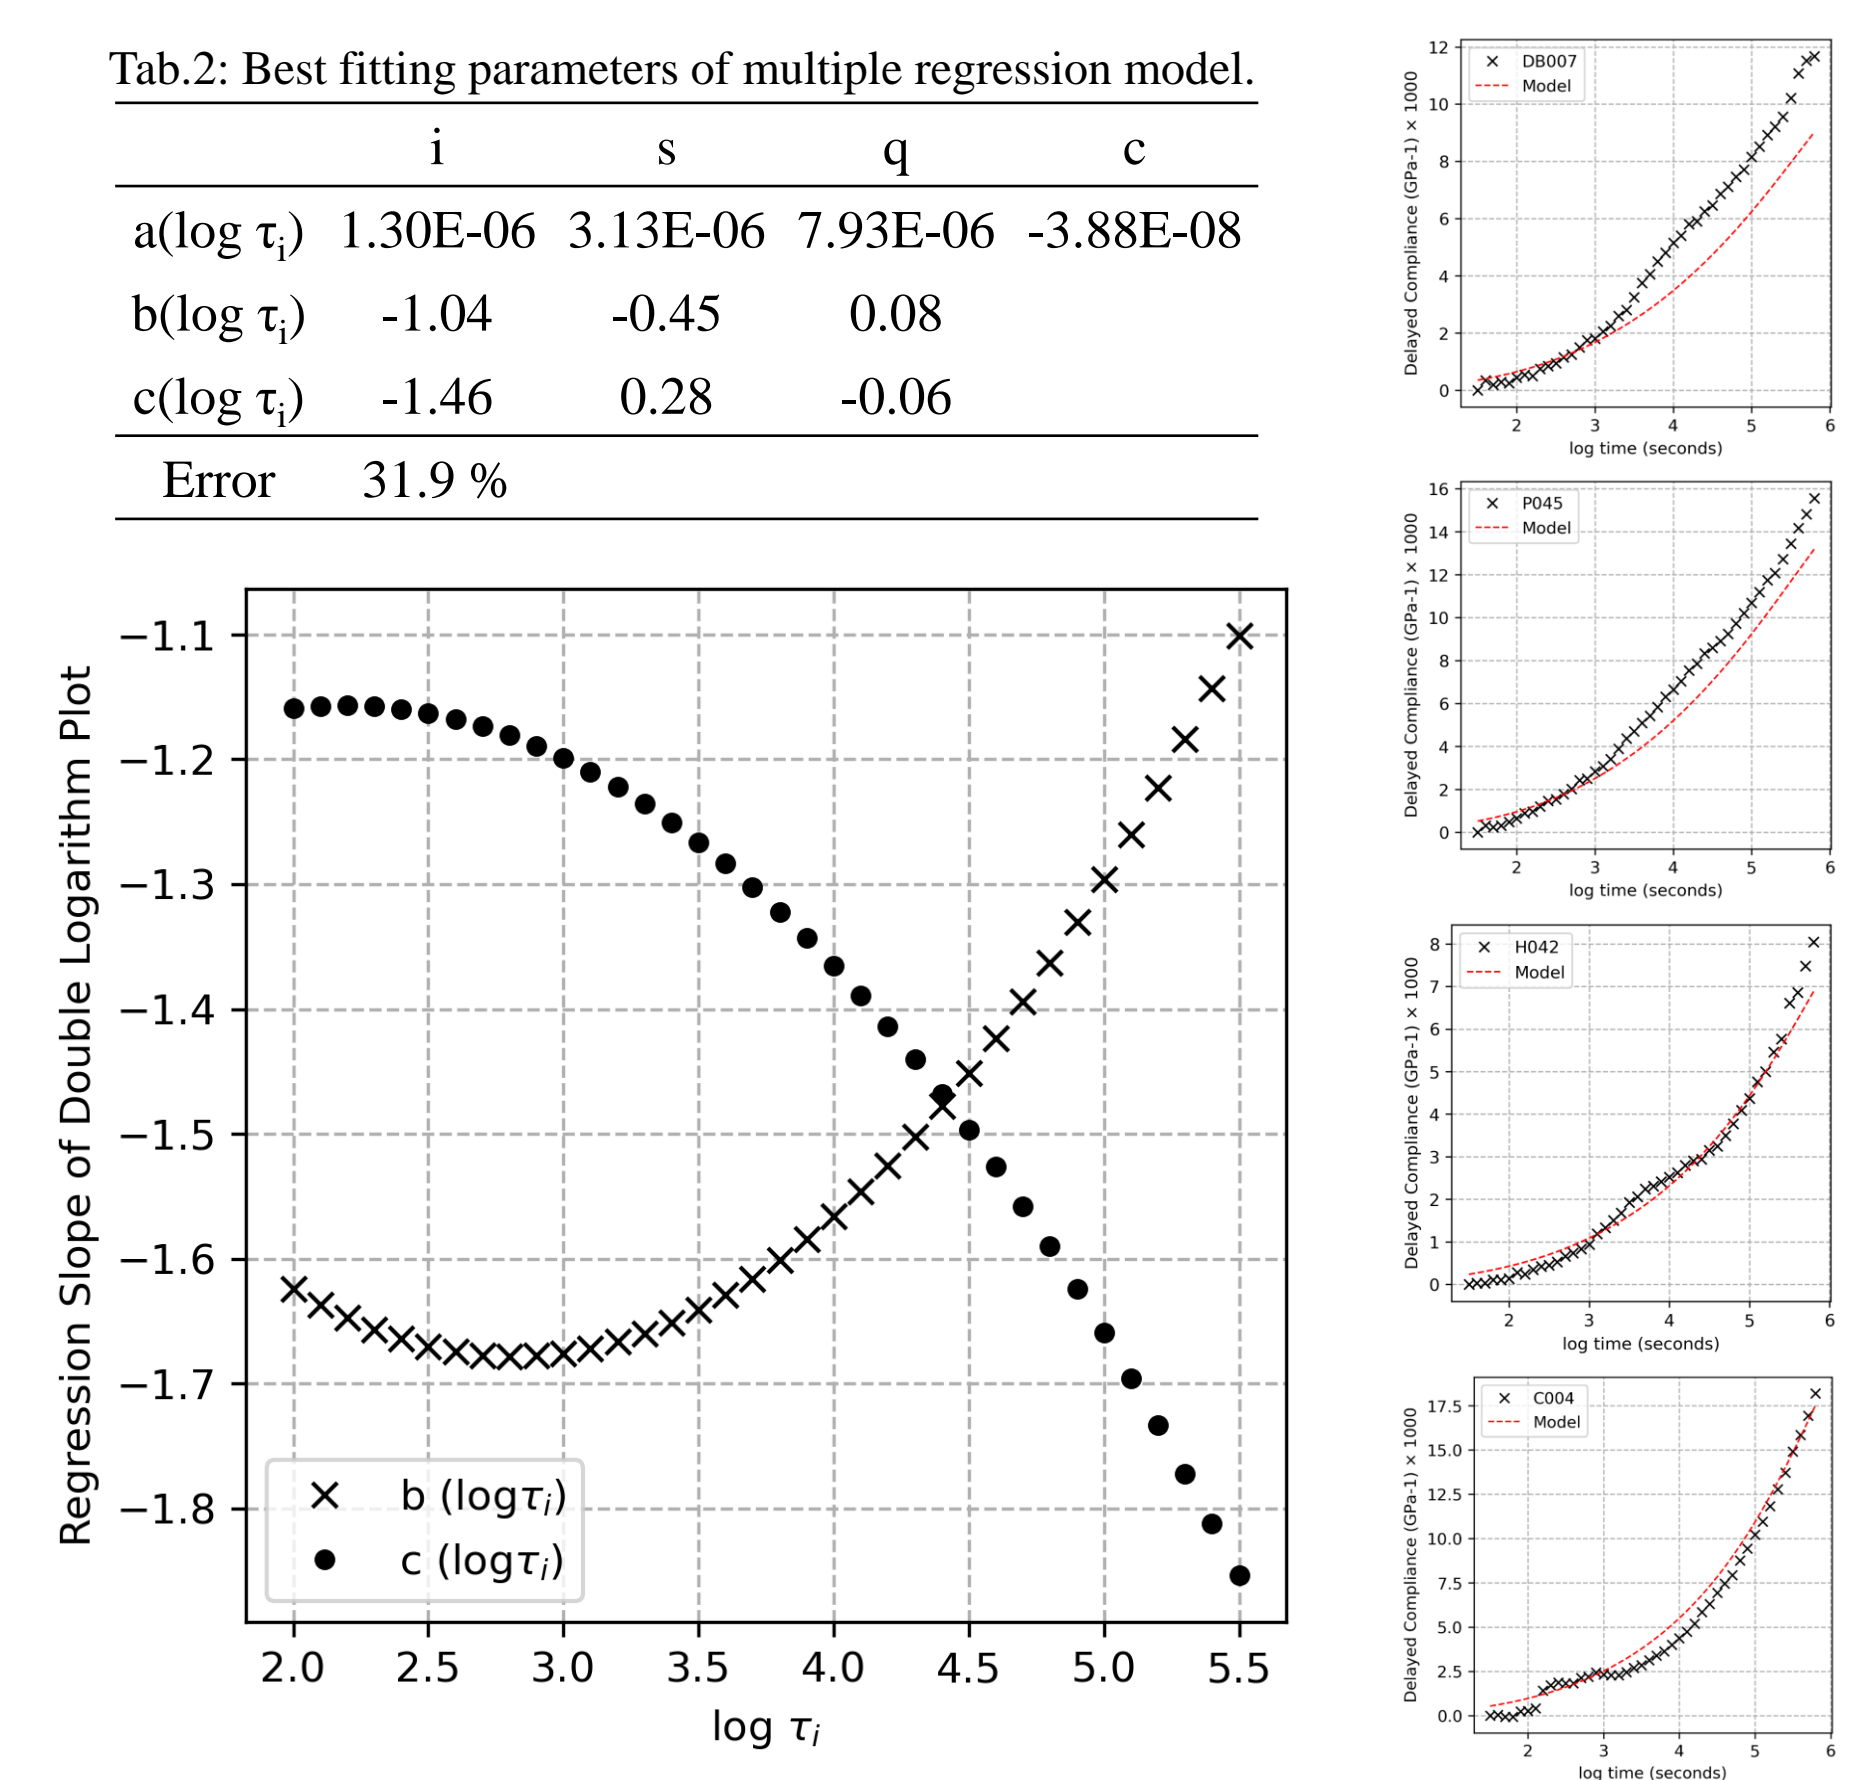 Tab.2: Best fitting parameters of multiple regression model.
i s q c
a(log τi) 1.30E-06 3.13E-06 7.93E-06 -3.88E-08
b(log τi) -1.04 -0.45 0.08
c(log τi) -1.46 0.28 -0.06
Error 31.9 %
Regression Slope of Double Logarithm Plot
−1.1
−1.2
−1.3
−1.4
−1.5
−1.6
−1.7
−1.8
b (logτi)
c (logτi)
2.0 2.5 3.0 3.5 4.0 4.5 5.0 5.5
log τi
Delayed Compliance (GPa-1) × 1000
DB007
Model
12
10
8
6
4
2
0
2 3 4 5 6
log time (seconds)
Delayed Compliance (GPa-1) × 1000
P045
Model
16
14
12
10
8
6
4
2
0
2 3 4 5 6
log time (seconds)
Delayed Compliance (GPa-1) × 1000
H042
Model
8
7
6
5
4
3
2
1
0
2 3 4 5 6
log time (seconds)
Delayed Compliance (GPa-1) × 1000
C004
Model
17.5
15.0
12.5
10.0
7.5
5.0
2.5
0.0
2 3 4 5 6
log time (seconds)